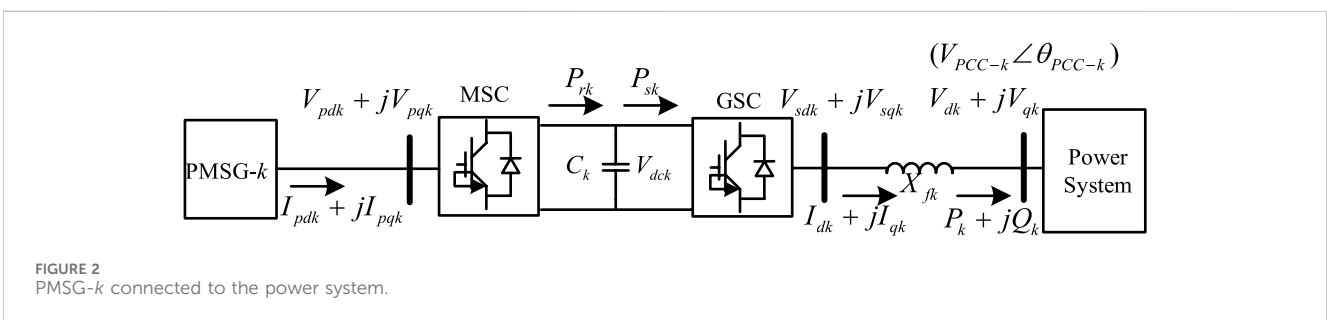 (V_{PCC-k}∠θ_{PCC-k})
V_{pdk} + jV_{pqk}
MSC
P_{rk}
P_{sk}
GSC
V_{sdk} + jV_{sqk}
V_{dk} + jV_{qk}
PMSG-k
C_k
V_{dck}
X_{fk}
Power
System
I_{pdk} + jI_{pqk}
I_{dk} + jI_{qk}
P_k + jQ_k
FIGURE 2
PMSG-k connected to the power system.